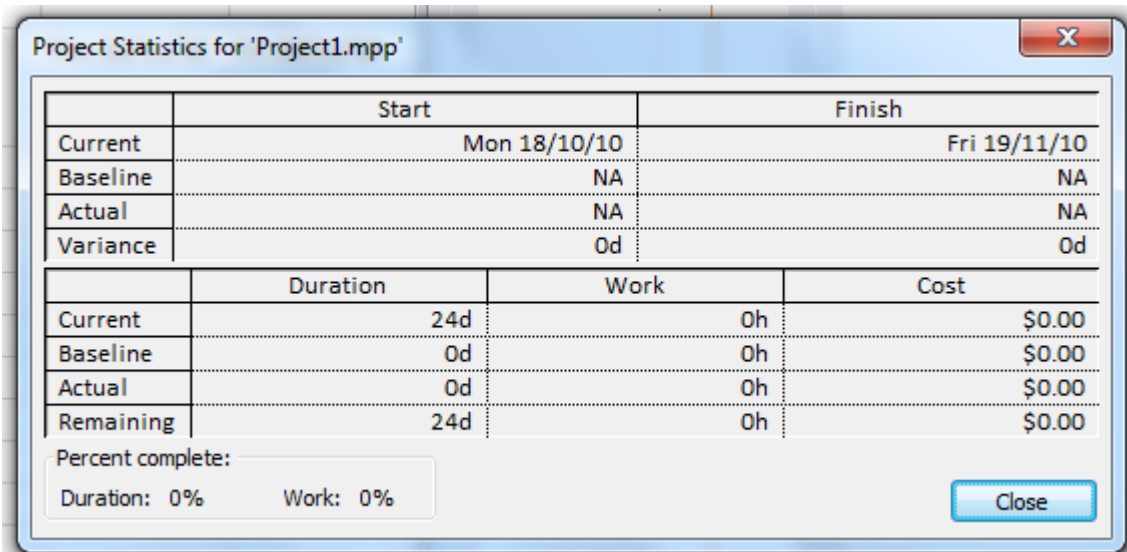 Project Statistics for 'Project1.mpp'
Start Finish
Current Mon 18/10/10 Fri 19/11/10
Baseline NA NA
Actual NA NA
Variance 0d 0d
Duration Work Cost
Current 24d 0h $0.00
Baseline 0d 0h $0.00
Actual 0d 0h $0.00
Remaining 24d 0h $0.00
Percent complete:
Duration: 0% Work: 0%
Close